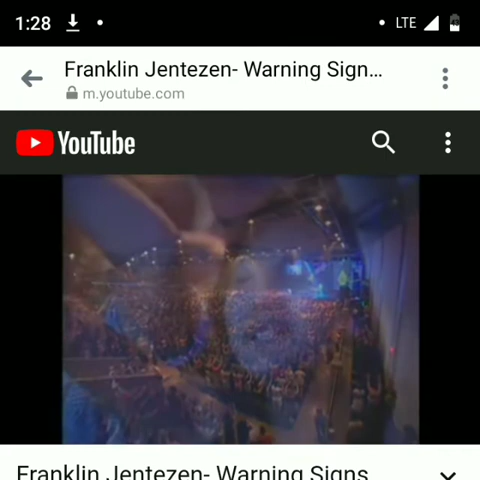 1:28 LTE
Franklin Jentezen- Warning Sign...
m.youtube.com
YouTube
Franklin Jentezen- Warning Signs